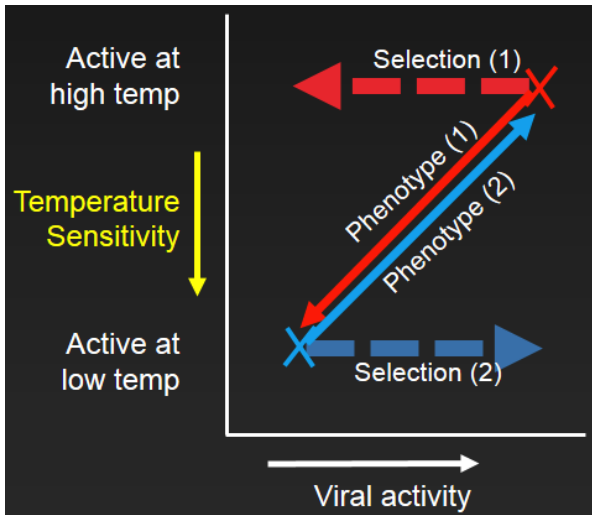 Active at
high temp
Selection (1)
Temperature
Sensitivity
Phenotype (1)
Phenotype (2)
Active at
low temp
Selection (2)
Viral activity